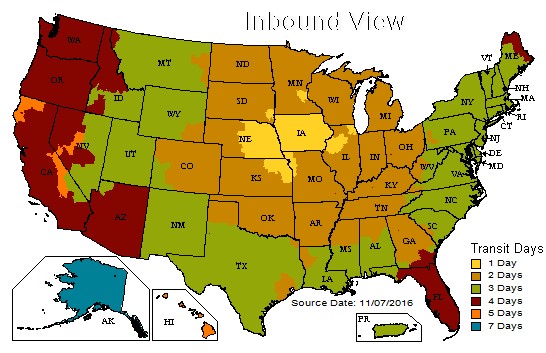 Inbound View
WA
OR
CA
NV
ID
MT
WY
UT
AZ
CO
NM
ND
SD
NE
KS
OK
TX
MN
IA
MO
AR
LA
WI
IL
MI
IN
OH
KY
TN
MS
AL
GA
FL
SC
NC
VA
WV
PA
NY
VT
ME
NH
MA
RI
CT
NJ
DE
MD
AK
HI
PR
Source Date: 11/07/2016
Transit Days
1 Day
2 Days
3 Days
4 Days
5 Days
7 Days